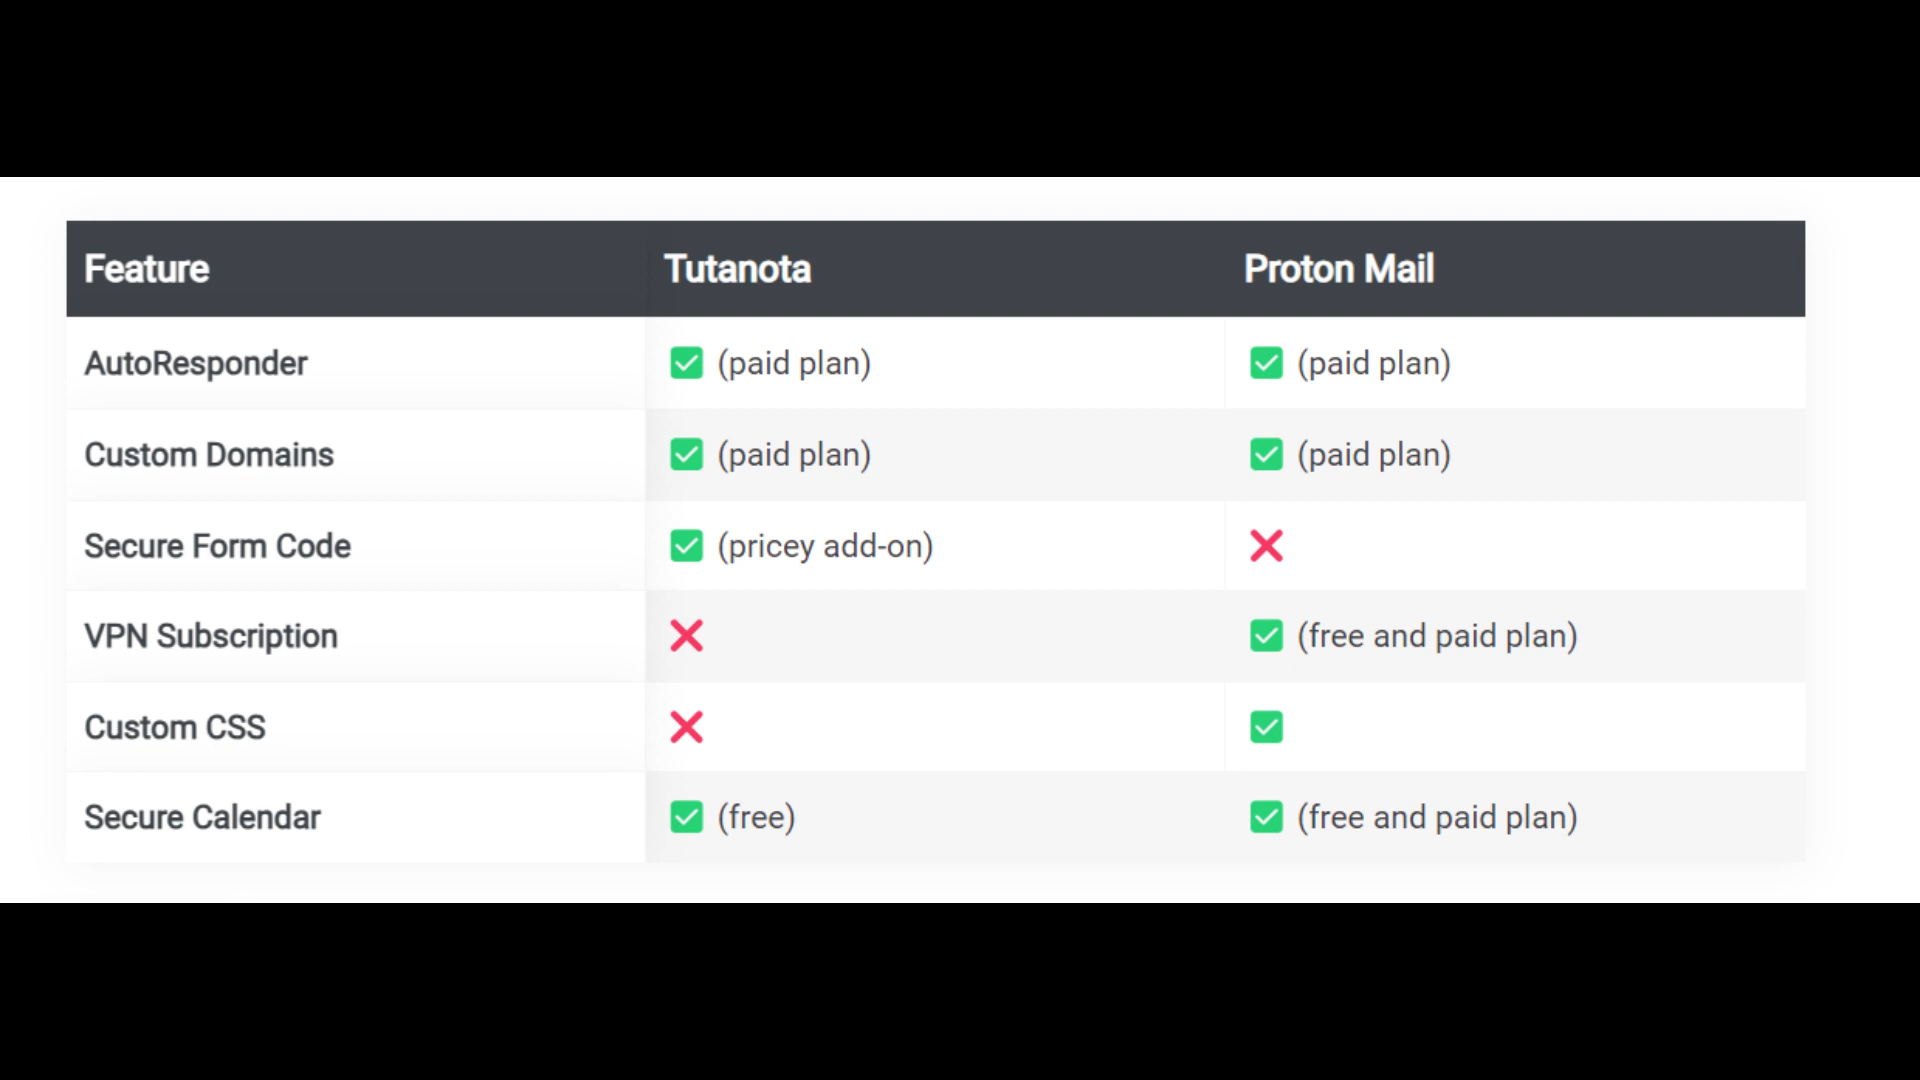 Feature Tutanota Proton Mail
AutoResponder ✅ (paid plan) ✅ (paid plan)
Custom Domains ✅ (paid plan) ✅ (paid plan)
Secure Form Code ✅ (pricey add-on) ❌
VPN Subscription ❌ ✅ (free and paid plan)
Custom CSS ❌ ✅
Secure Calendar ✅ (free) ✅ (free and paid plan)